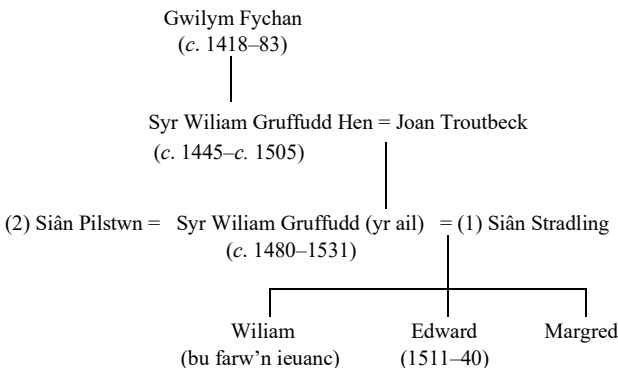 Gwilym Fychan
(c. 1418–83)
Syr Wiliam Gruffudd Hen = Joan Troutbeck
(c. 1445–c. 1505)
(2) Siân Pilstwn = Syr Wiliam Gruffudd (yr ail) = (1) Siân Stradling
(c. 1480–1531)
Wiliam Edward Margred
(bu farw'n ieuanc) (1511–40)